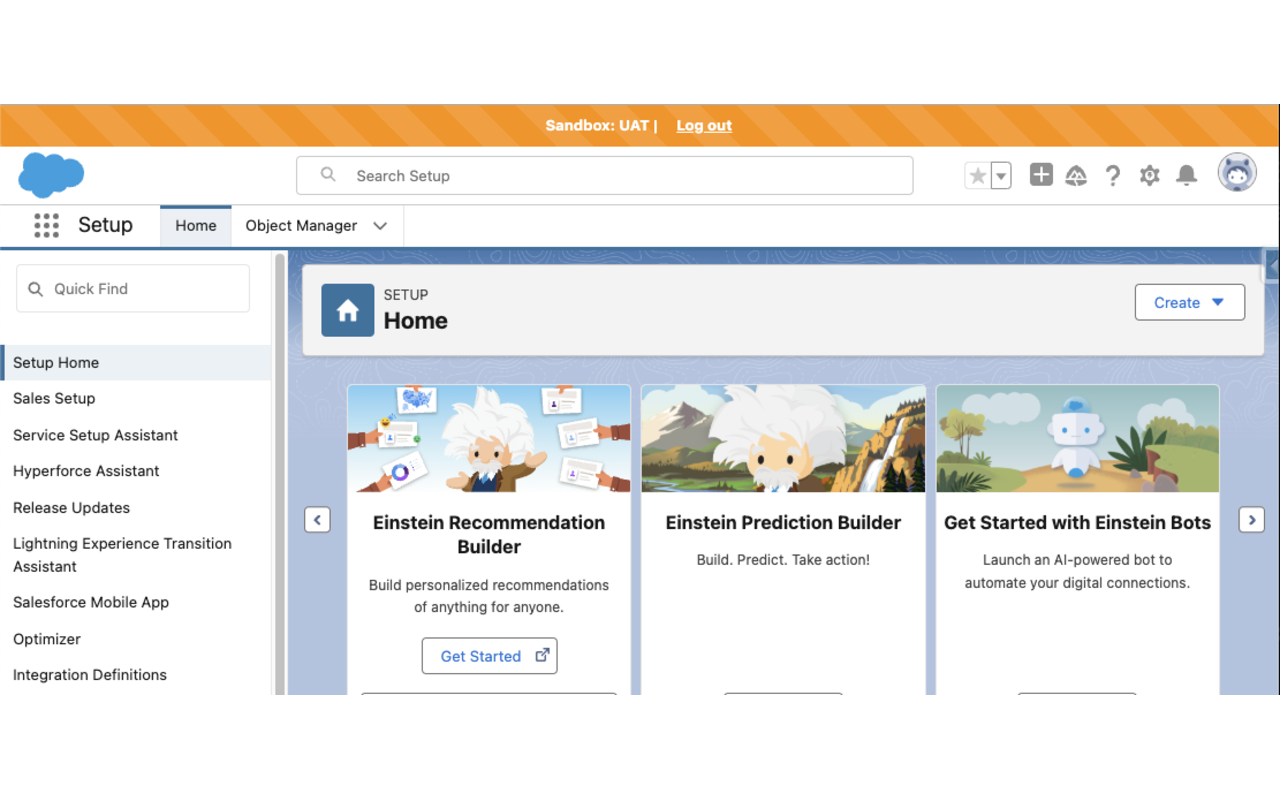 Sandbox: UAT | Log out
Search Setup
Setup Home Object Manager
Quick Find
Setup Home
Sales Setup
Service Setup Assistant
Hyperforce Assistant
Release Updates
Lightning Experience Transition
Assistant
Salesforce Mobile App
Optimizer
Integration Definitions
SETUP
Home
Create
Einstein Recommendation
Builder
Build personalized recommendations
of anything for anyone.
Get Started
Einstein Prediction Builder
Build. Predict. Take action!
Get Started with Einstein Bots
Launch an AI-powered bot to
automate your digital connections.